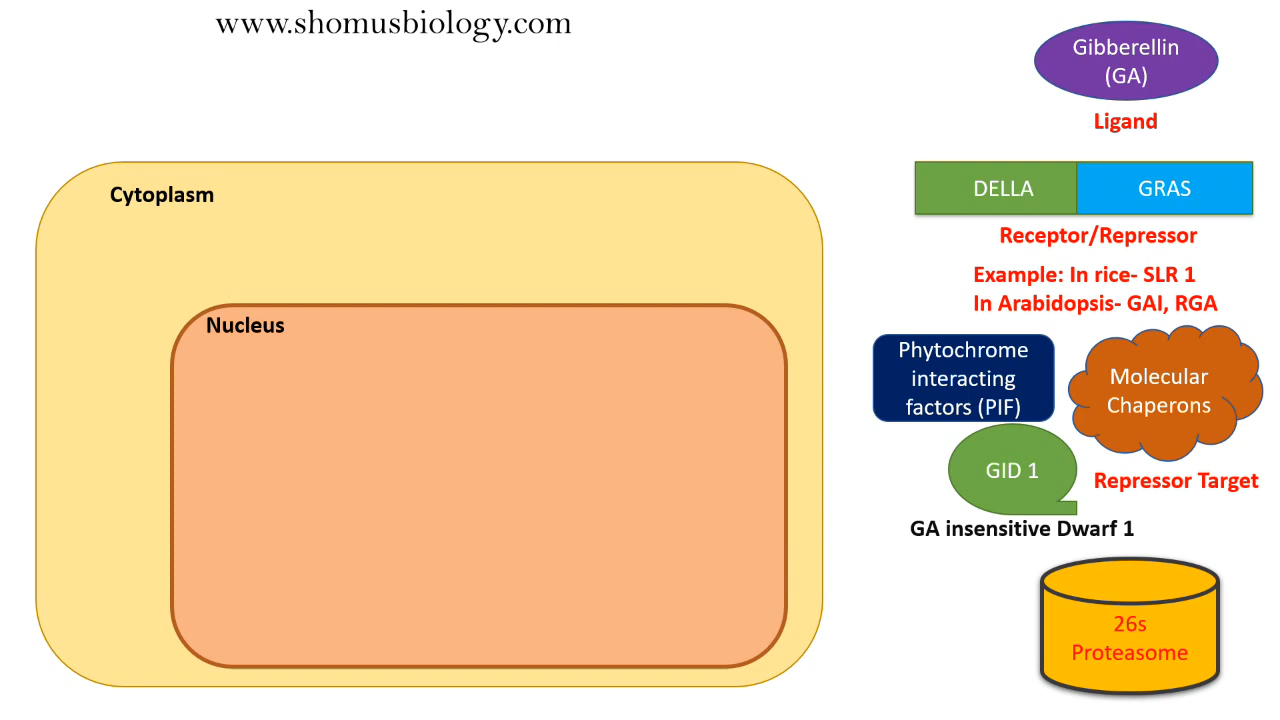 www.shomusbiology.com
Gibberellin
(GA)
Ligand
Cytoplasm
DELLA
GRAS
Receptor/Repressor
Example: In rice- SLR 1
In Arabidopsis- GAI, RGA
Nucleus
Phytochrome
interacting
factors (PIF)
Molecular
Chaperons
GID 1
Repressor Target
GA insensitive Dwarf 1
26s
Proteasome